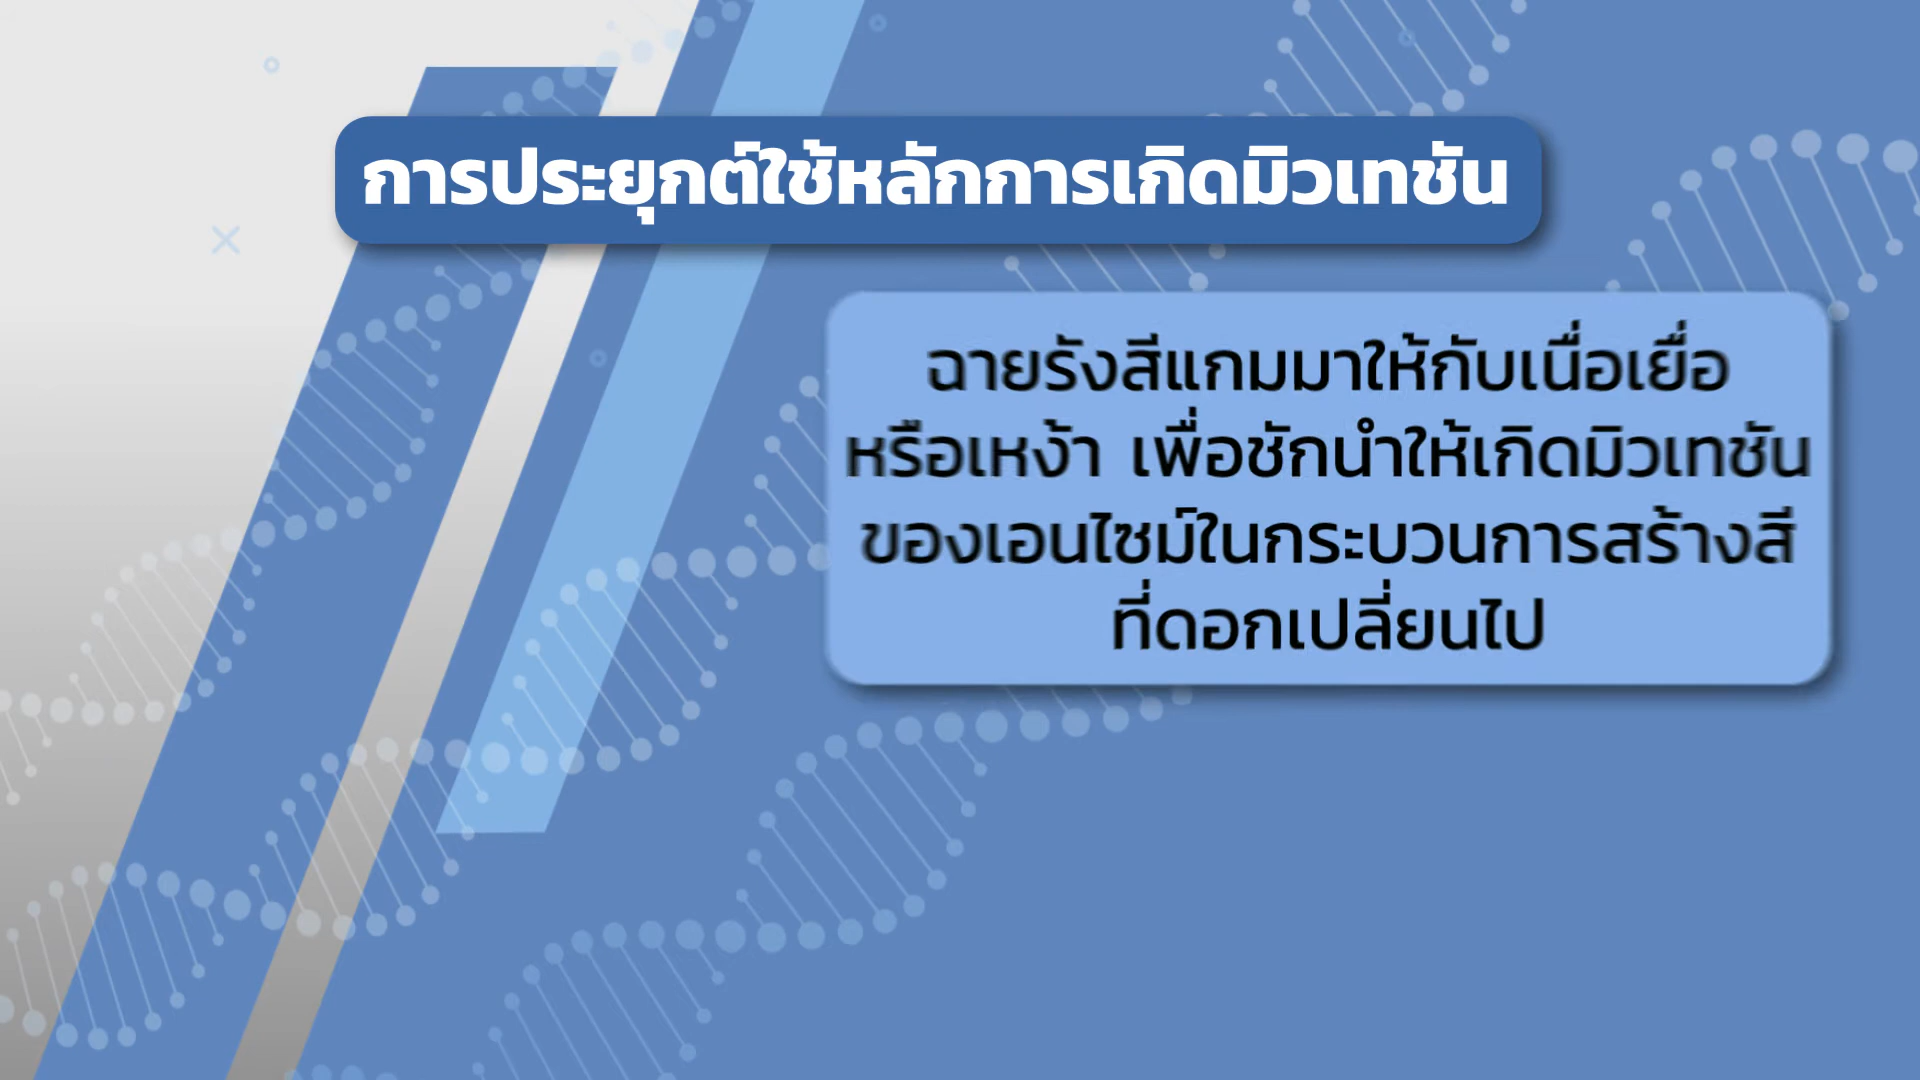 การประยุกต์ใช้หลักการเกิดมิวเทชัน
ฉายรังสีแกมมาให้กับเนื่อเยื่อ
หรือเหง้า เพื่อชักนำให้เกิดมิวเทชัน
ของเอนไซม์ในกระบวนการสร้างสี
ที่ดอกเปลี่ยนไป